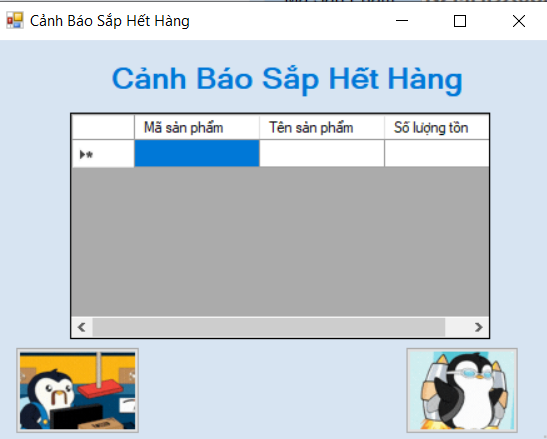 Cảnh Báo Sắp Hết Hàng
Cảnh Báo Sắp Hết Hàng
Mã sản phẩm Tên sản phẩm Số lượng tồn